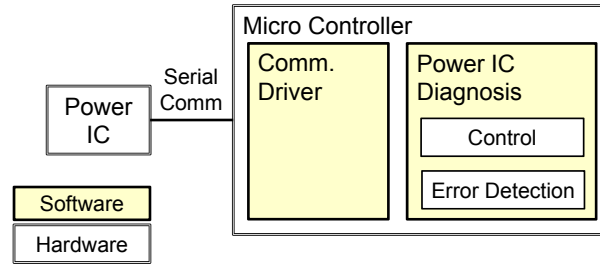 Micro Controller
Comm.
Driver
Power IC
Diagnosis
Control
Error Detection
Serial
Comm
Power
IC
Software
Hardware